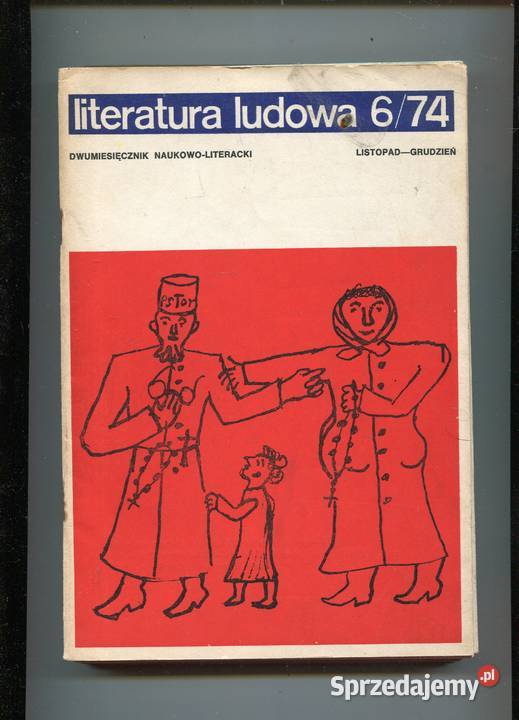 literatura ludowa 6/74
DWUMIESIĘCZNIK NAUKOWO-LITERACKI LISTOPAD—GRUDZIEŃ
PSTOR
Sprzedajemy.pl